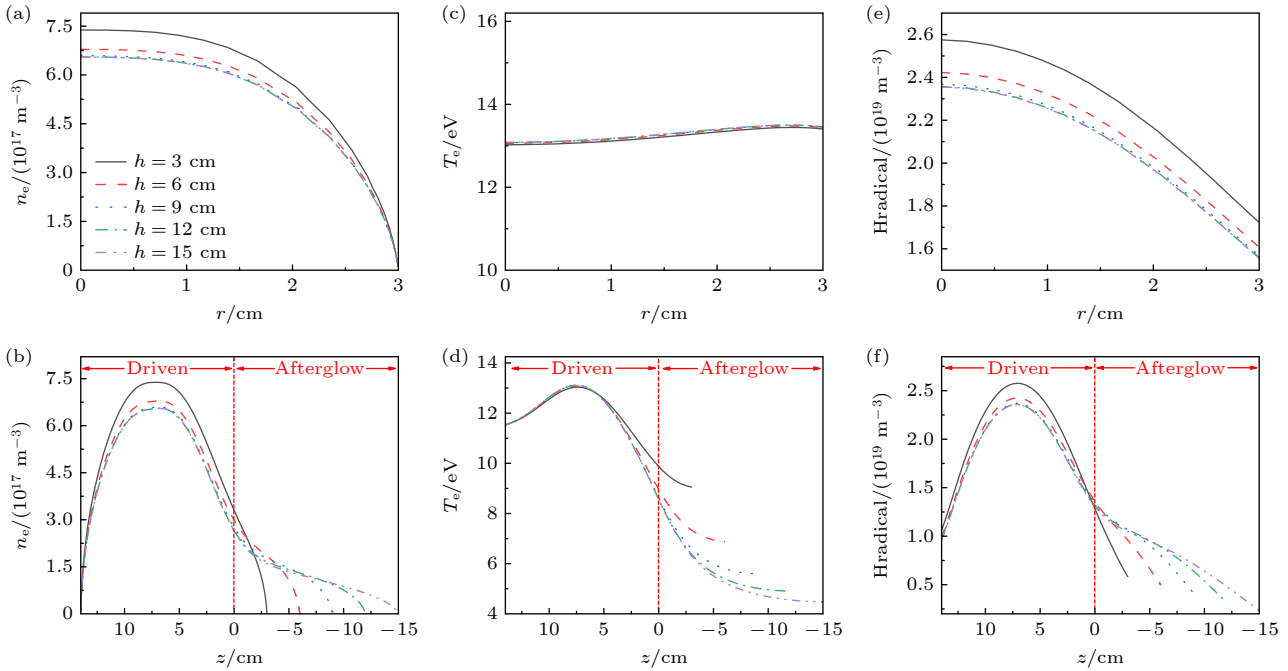 (a)
7.5
6.0
4.5
3.0
1.5
0
n_e/(10^17 m^−3)
h = 3 cm
h = 6 cm
h = 9 cm
h = 12 cm
h = 15 cm
0 1 2 3
r/cm
(c)
16
14
12
10
T_e/eV
0 1 2 3
r/cm
(e)
2.6
2.4
2.2
2.0
1.8
1.6
Hradical/(10^19 m^−3)
0 1 2 3
r/cm
(b)
Driven Afterglow
7.5
6.0
4.5
3.0
1.5
0
n_e/(10^17 m^−3)
10 5 0 −5 −10 −15
z/cm
(d)
Driven Afterglow
14
12
10
8
6
4
T_e/eV
10 5 0 −5 −10 −15
z/cm
(f)
Driven Afterglow
2.5
2.0
1.5
1.0
0.5
Hradical/(10^19 m^−3)
10 5 0 −5 −10 −15
z/cm